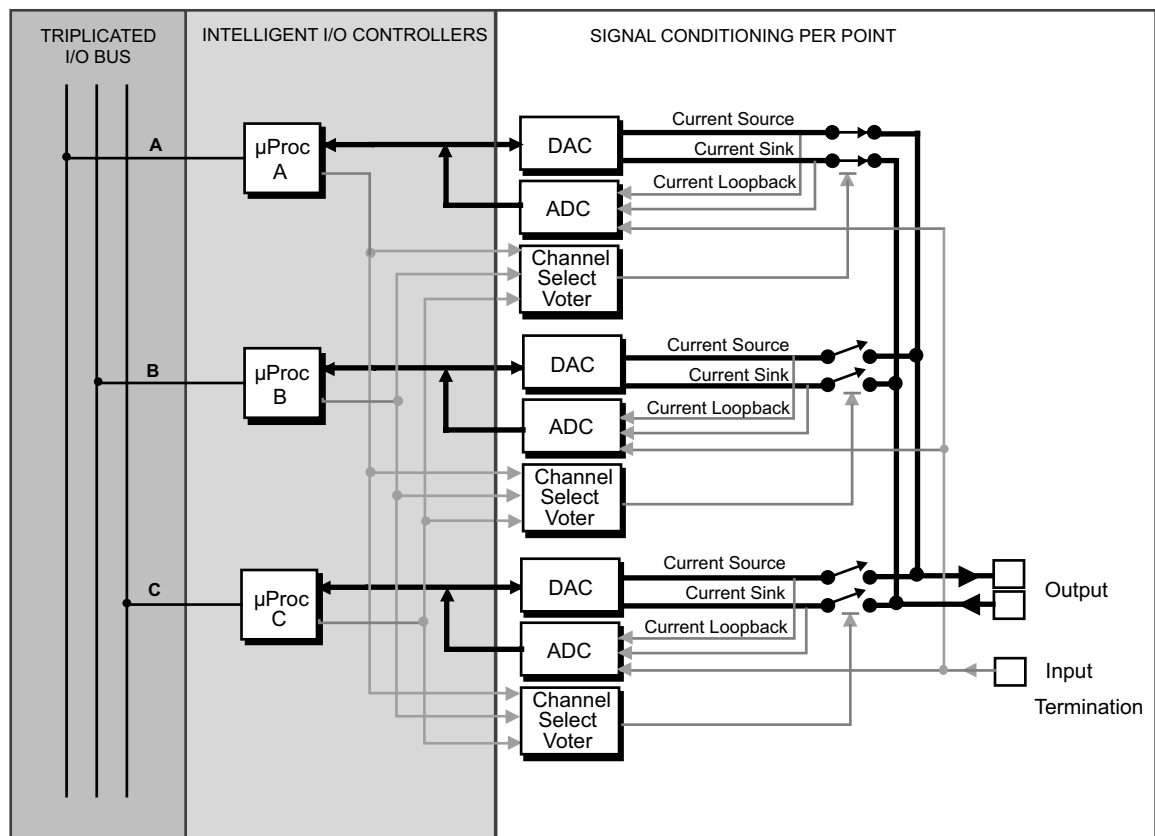 TRIPLICATED
I/O BUS
INTELLIGENT I/O CONTROLLERS
SIGNAL CONDITIONING PER POINT
A
µProc
A
DAC
Current Source
Current Sink
Current Loopback
ADC
Channel
Select
Voter
B
µProc
B
DAC
Current Source
Current Sink
Current Loopback
ADC
Channel
Select
Voter
C
µProc
C
DAC
Current Source
Current Sink
Current Loopback
ADC
Channel
Select
Voter
Output
Input
Termination